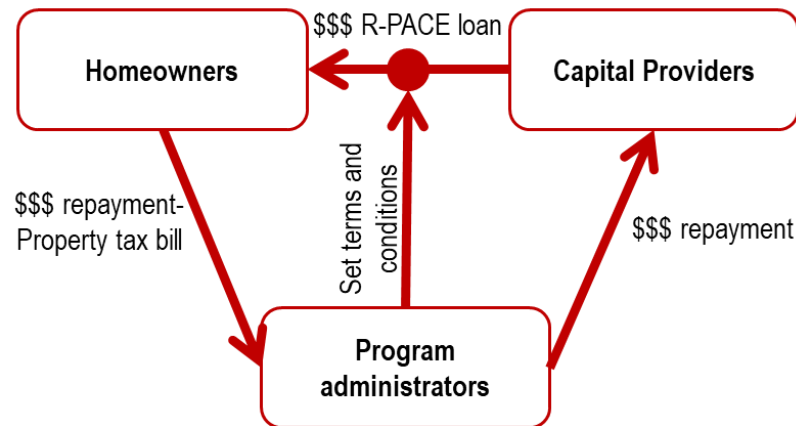 $$$ R-PACE loan
Homeowners
Capital Providers
$$$ repayment-
Property tax bill
Set terms and
conditions
$$$ repayment
Program
administrators